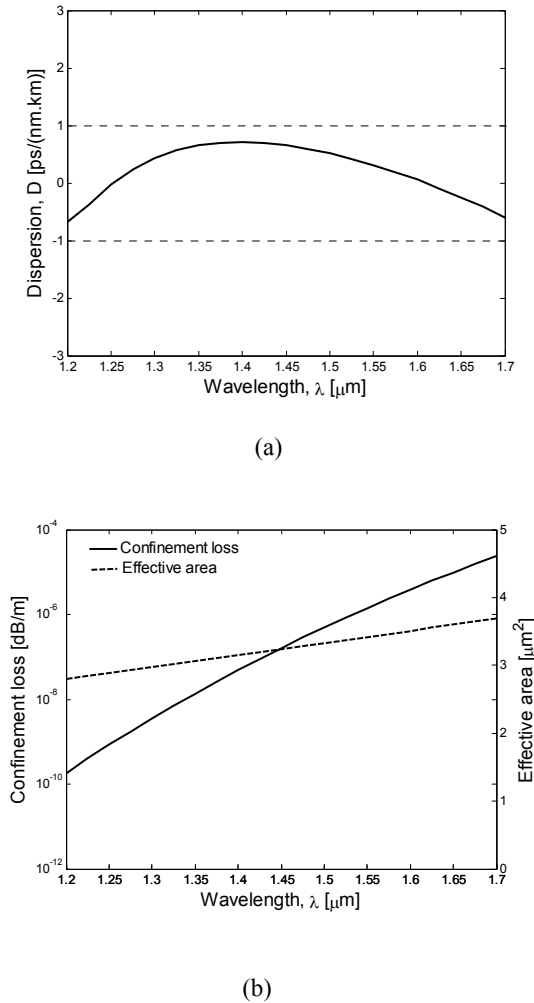 3
2
1
0
-1
-2
-3
Dispersion, D [ps/(nm.km)]
1.2 1.25 1.3 1.35 1.4 1.45 1.5 1.55 1.6 1.65 1.7
Wavelength, λ [μm]
(a)
Confinement loss
Effective area
10⁻⁴
10⁻⁶
10⁻⁸
10⁻¹⁰
10⁻¹²
Confinement loss [dB/m]
5
4
3
2
1
0
Effective area [μm²]
1.2 1.25 1.3 1.35 1.4 1.45 1.5 1.55 1.6 1.65 1.7
Wavelength, λ [μm]
(b)